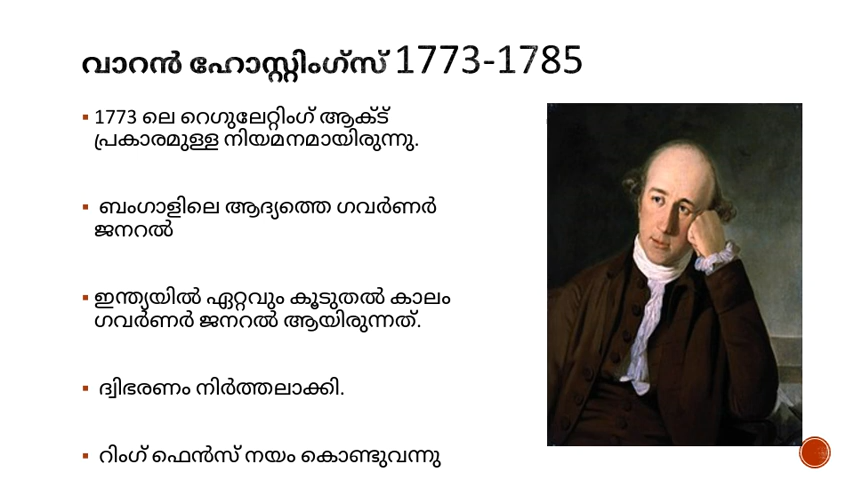 വാറൻ ഹോസ്റ്റിംഗ്സ് 1773-1785
▪ 1773 ലെ റെഗുലേറ്റിംഗ് ആക്ട്
പ്രകാരമുള്ള നിയമനമായിരുന്നു.
▪ ബംഗാളിലെ ആദ്യത്തെ ഗവർണർ
ജനറൽ
▪ ഇന്ത്യയിൽ ഏറ്റവും കൂടുതൽ കാലം
ഗവർണർ ജനറൽ ആയിരുന്നത്.
▪ ദ്വിഭരണം നിർത്തലാക്കി.
▪ റിംഗ് ഫെൻസ് നയം കൊണ്ടുവന്നു